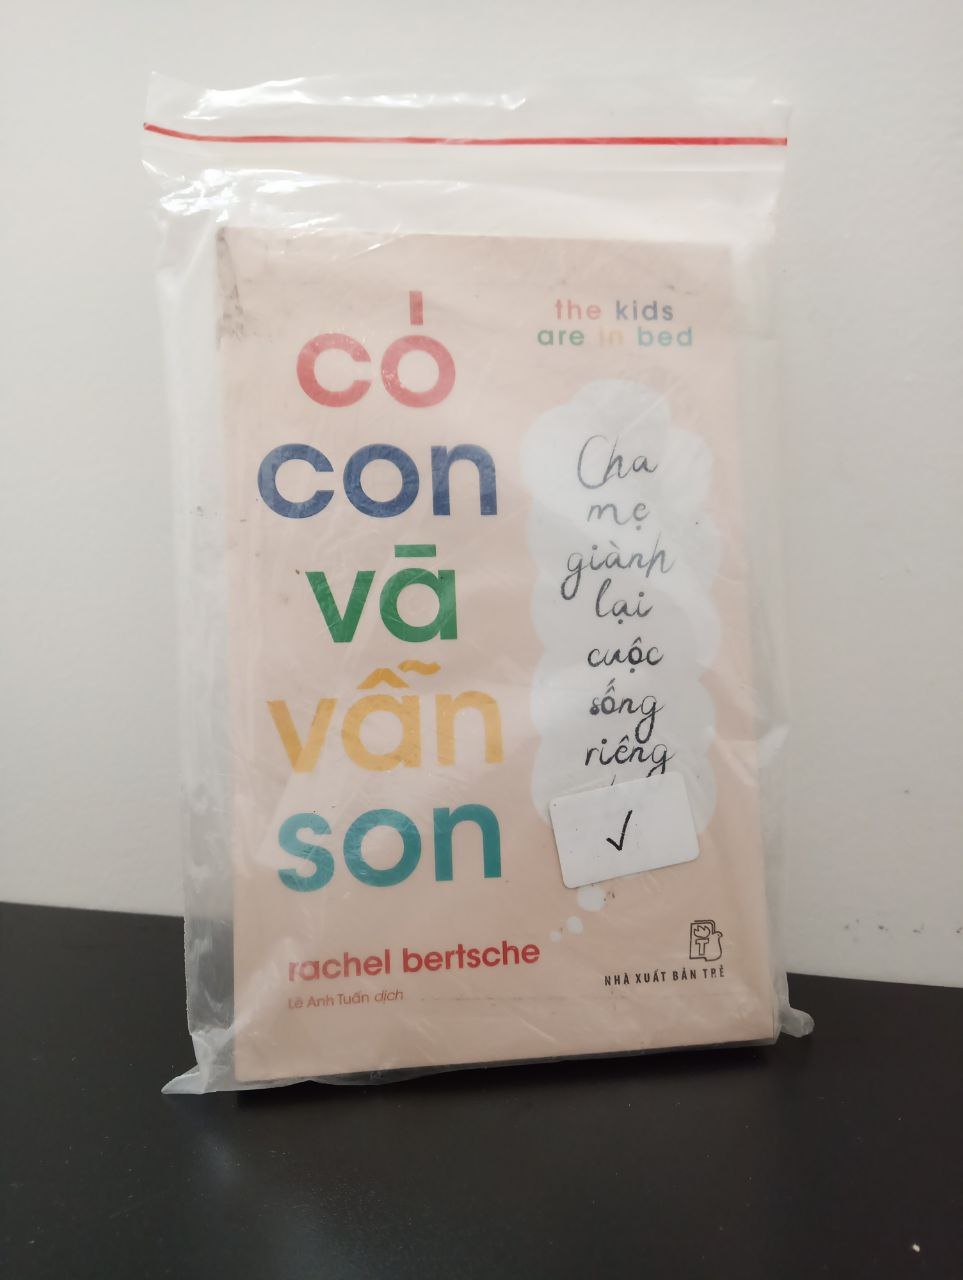 có
con
và
vẫn
son
the kids
are in bed
Cha
mẹ
giành
lại
cuộc
sống
riêng
✓
rachel bertsche
Lê Anh Tuấn dịch
NHÀ XUẤT BẢN TRẺ